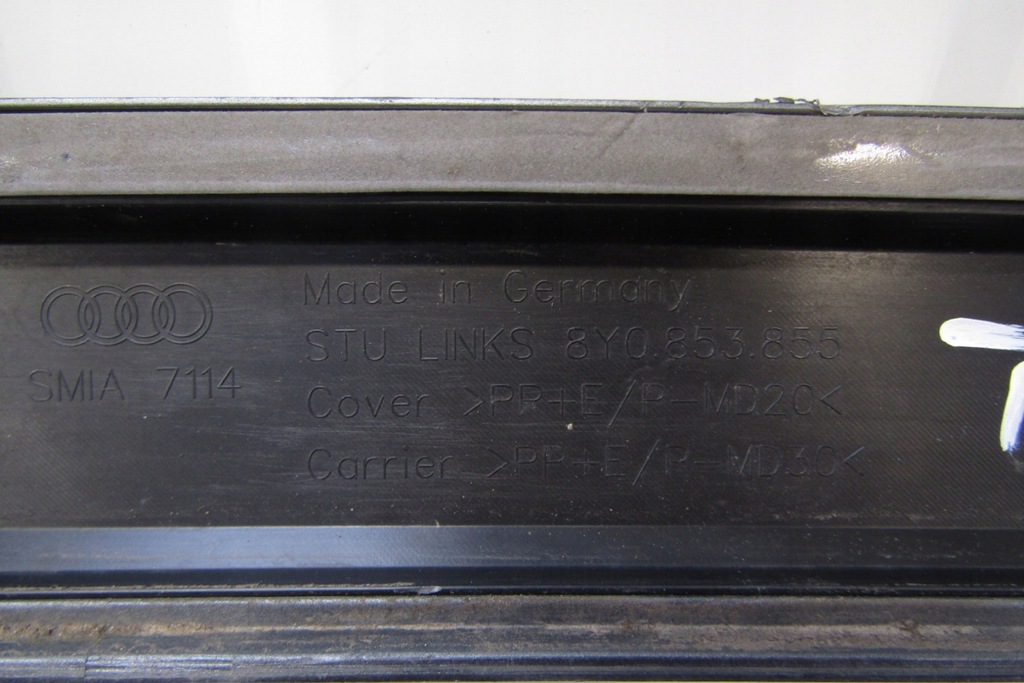 Made in Germany
STU LINKS 8Y0.853.855
SMIA 7114
Cover >PP+E/P-MD20<
Carrier >PP+E/P-MD30<